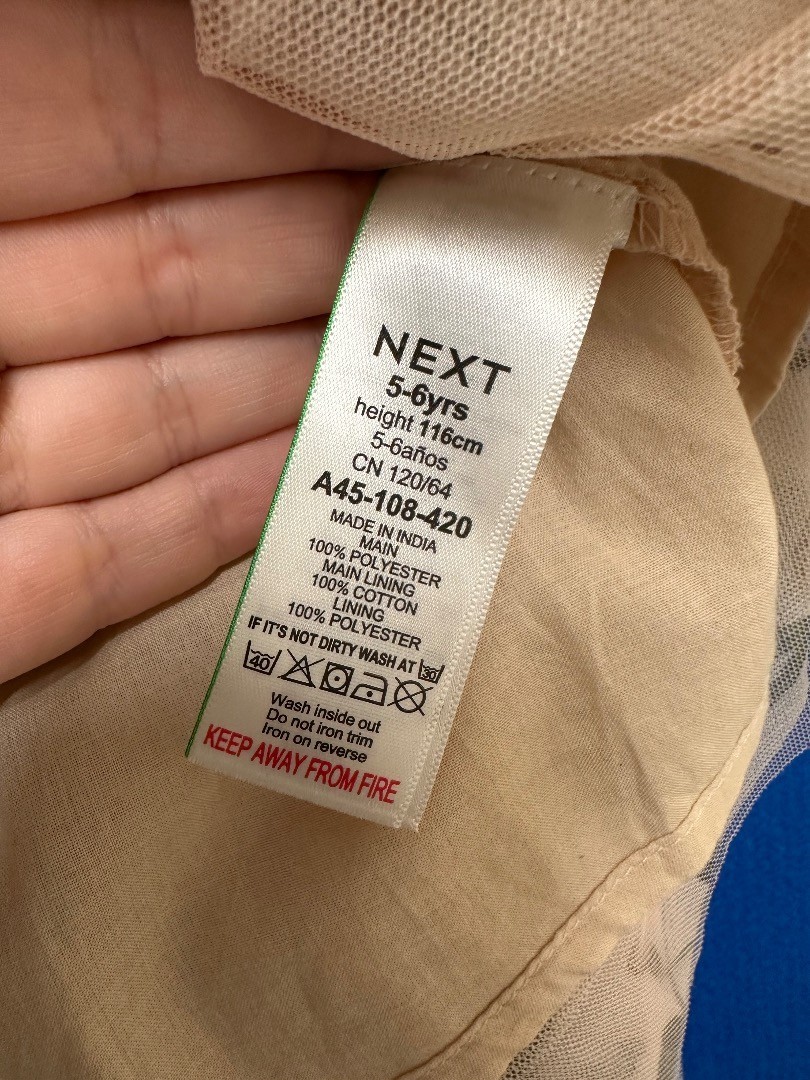 NEXT
5-6yrs
height 116cm
5-6años
CN 120/64
A45-108-420
MADE IN INDIA
MAIN
100% POLYESTER
MAIN LINING
100% COTTON
LINING
100% POLYESTER
IF IT'S NOT DIRTY WASH AT 30
40
Wash inside out
Do not iron trim
Iron on reverse
KEEP AWAY FROM FIRE